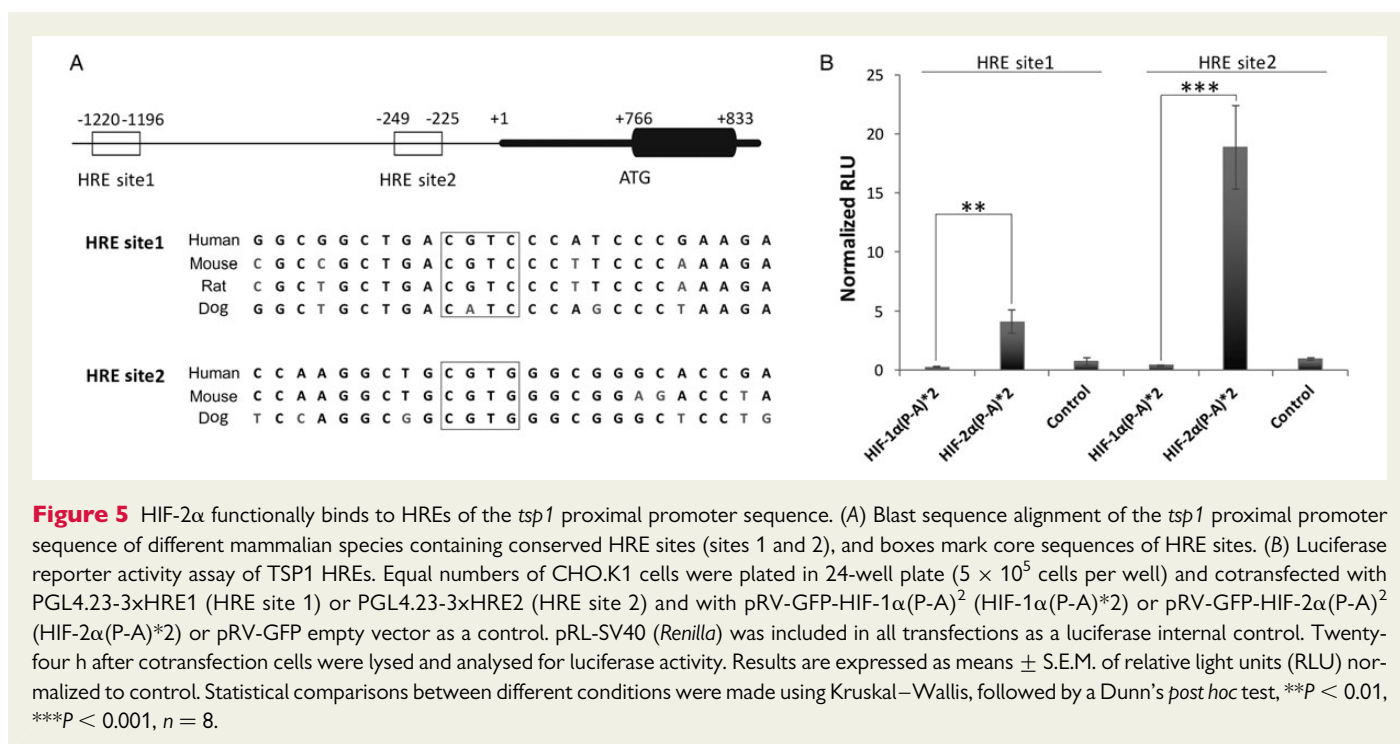 A
-1220-1196 -249 -225 +1 +766 +833
HRE site1 HRE site2 ATG
HRE site1 Human G G C G G C T G A C G T C C C A T C C C G A A G A
Mouse C G C C G C T G A C G T C C C T T C C C A A A G A
Rat C G C T G C T G A C G T C C C T T C C C A A A G A
Dog G G C T G C T G A C A T C C C A G C C C T A A G A
HRE site2 Human C C A A G G C T G C G T G G G C G G G C A C C G A
Mouse C C A A G G C T G C G T G G G C G G A G A C C T A
Dog T C C A G G C G G C G T G G G C G G G C T C C T G
B
HRE site1 HRE site2
Normalized RLU
25
20
15
10
5
0
** ***
HIF-1α(P-A)*2 HIF-2α(P-A)*2 Control HIF-1α(P-A)*2 HIF-2α(P-A)*2 Control
Figure 5 HIF-2α functionally binds to HREs of the tsp1 proximal promoter sequence. (A) Blast sequence alignment of the tsp1 proximal promoter
sequence of different mammalian species containing conserved HRE sites (sites 1 and 2), and boxes mark core sequences of HRE sites. (B) Luciferase
reporter activity assay of TSP1 HREs. Equal numbers of CHO.K1 cells were plated in 24-well plate (5 × 10⁵ cells per well) and cotransfected with
PGL4.23-3xHRE1 (HRE site 1) or PGL4.23-3xHRE2 (HRE site 2) and with pRV-GFP-HIF-1α(P-A)² (HIF-1α(P-A)*2) or pRV-GFP-HIF-2α(P-A)²
(HIF-2α(P-A)*2) or pRV-GFP empty vector as a control. pRL-SV40 (Renilla) was included in all transfections as a luciferase internal control. Twenty-
four h after cotransfection cells were lysed and analysed for luciferase activity. Results are expressed as means ± S.E.M. of relative light units (RLU) nor-
malized to control. Statistical comparisons between different conditions were made using Kruskal–Wallis, followed by a Dunn's post hoc test, **P < 0.01,
***P < 0.001, n = 8.